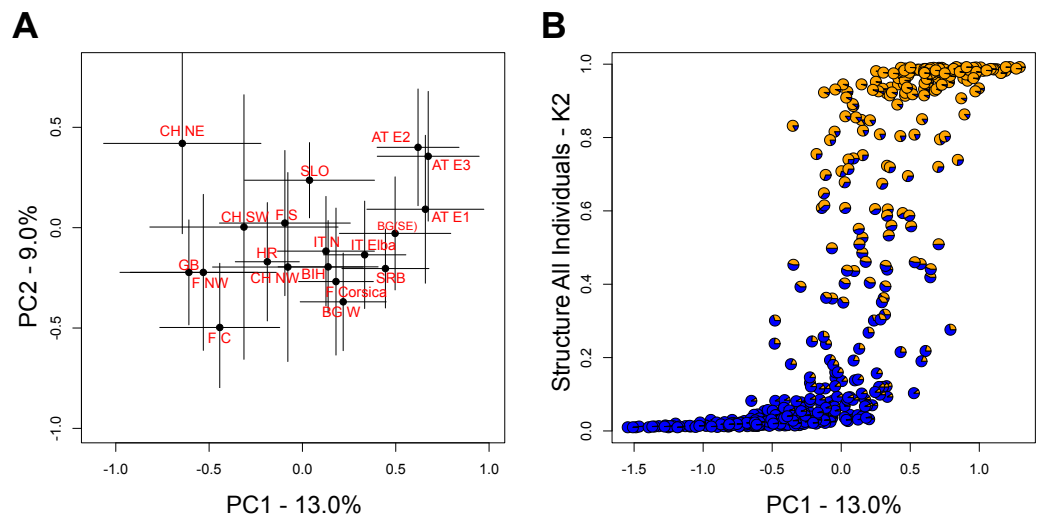 A
B
CH NE
AT E2
AT E3
SLO
AT E1
CH SW
F S
BG(SE)
IT N
IT Elba
HR
GB
F NW
CH NW
BIH
SRB
F Corsica
BG W
F C
0.5
0.0
-0.5
-1.0
PC2 - 9.0%
-1.0
-0.5
0.0
0.5
1.0
PC1 - 13.0%
1.0
0.8
0.6
0.4
0.2
0.0
Structure All Individuals - K2
-1.5
-1.0
-0.5
0.0
0.5
1.0
PC1 - 13.0%